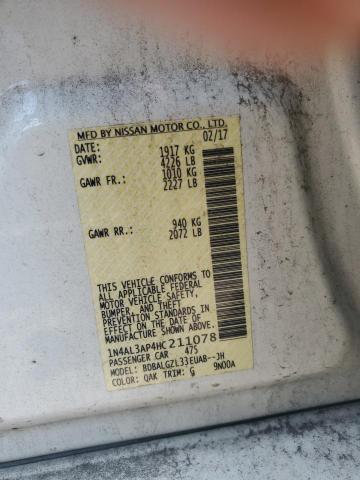 MFD BY NISSAN MOTOR CO., LTD.
DATE: 02/17
GVWR: 1917 KG
4226 LB
GAWR FR.: 1010 KG
2227 LB
GAWR RR.: 940 KG
2072 LB
THIS VEHICLE CONFORMS TO
ALL APPLICABLE FEDERAL
MOTOR VEHICLE SAFETY,
BUMPER, AND THEFT
PREVENTION STANDARDS
IN EFFECT ON THE DATE
OF MANUFACTURE
SHOWN ABOVE.
1N4AL3AP4HC211078
PASSENGER CAR 475
MODEL: BDBALGZL33EUAB--JH
COLOR: QAK TRIM: G 9N00A